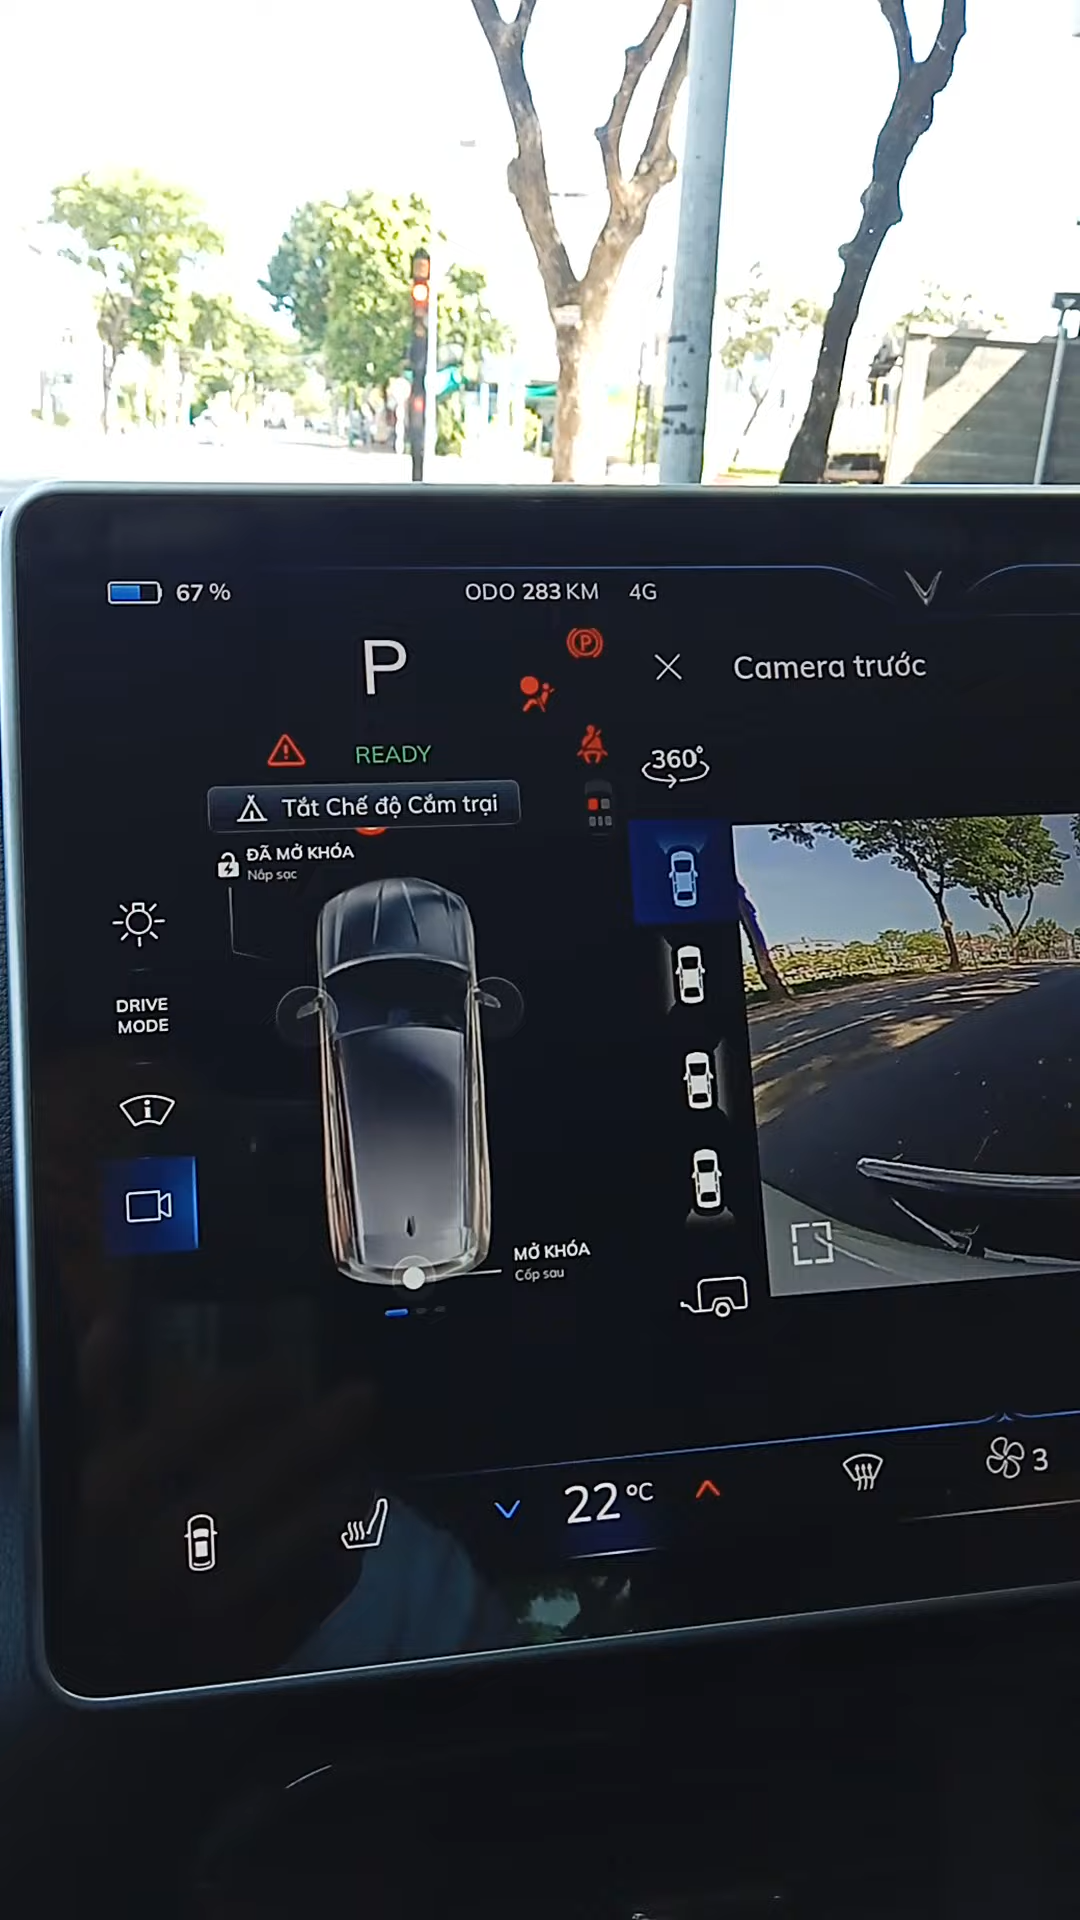 67 %
ODO 283 KM
4G
P
Camera trước
READY
360°
Tắt Chế độ Cắm trại
ĐÃ MỞ KHÓA
Nắp sạc
DRIVE
MODE
MỞ KHÓA
Cốp sau
22 °C
3